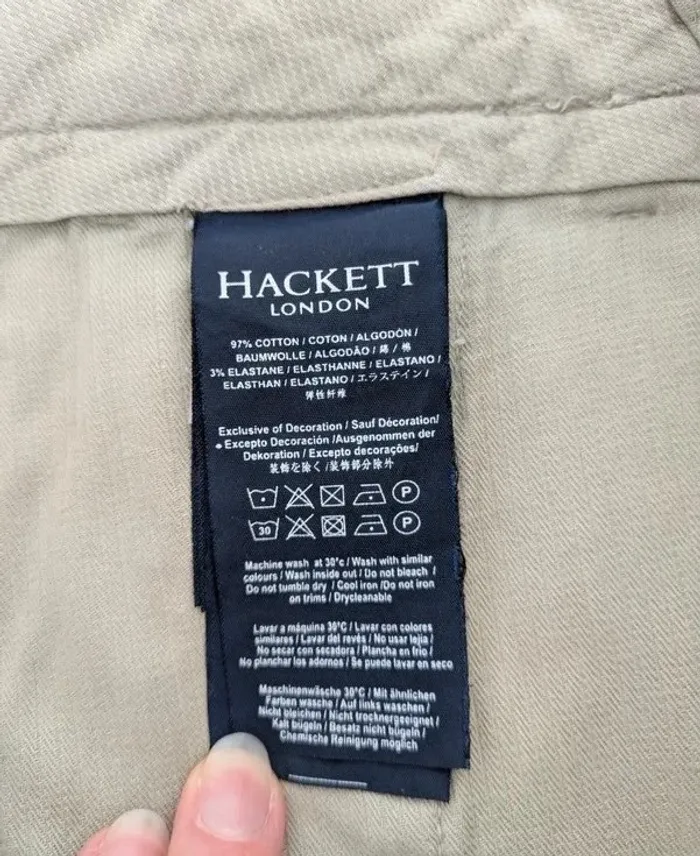 HACKETT
LONDON
97% COTTON / COTON / ALGODÓN /
BAUMWOLLE / ALGODÃO / 綿 / 棉
3% ELASTANE / ELASTHANNE / ELASTANO /
ELASTHAN / ELASTANO / エラステイン /
弹性纤维
Exclusive of Decoration / Sauf Décoration/
Excepto Decoración /Ausgenommen der
Dekoration / Excepto decorações/
装飾を除く /装饰部分除外
P
30 P
Machine wash at 30°c / Wash with similar
colours / Wash inside out / Do not bleach /
Do not tumble dry / Cool iron /Do not iron
on trims / Drycleanable
Lavar a máquina 30°C / Lavar con colores
similares / Lavar del revés / No usar lejia /
No secar con secadora / Plancha en frio /
No planchar los adornos / Se puede lavar en seco
Maschinenwäsche 30°C / Mit ähnlichen
Farben wasche / Auf links waschen /
Nicht bleichen / Nicht trocknergeeignet /
Kalt bügeln / Besatz nicht bügeln /
Chemische Reinigung moglich